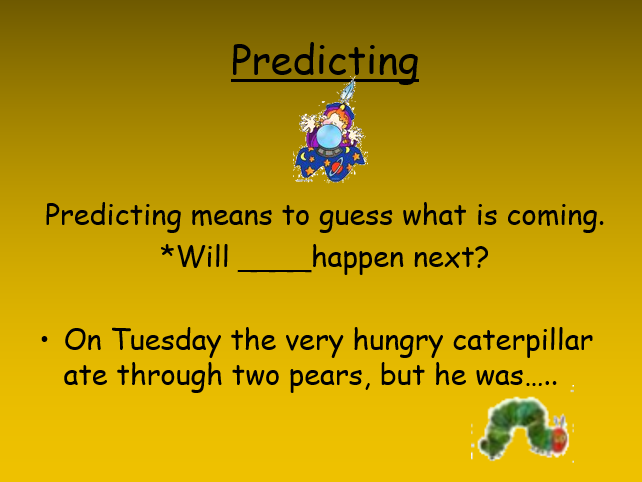 Predicting
Predicting means to guess what is coming.
*Will ____happen next?
• On Tuesday the very hungry caterpillar
ate through two pears, but he was…..